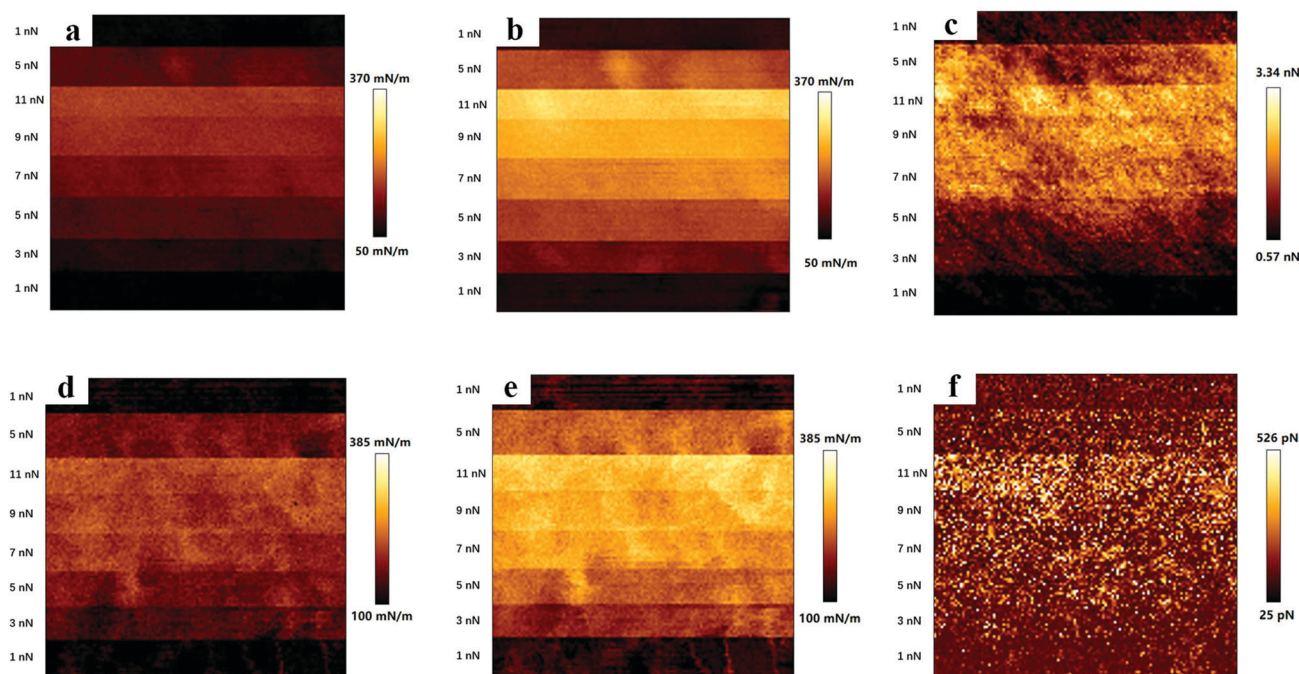 a
1 nN
5 nN
11 nN
9 nN
7 nN
5 nN
3 nN
1 nN
370 mN/m
50 mN/m
b
1 nN
5 nN
11 nN
9 nN
7 nN
5 nN
3 nN
1 nN
370 mN/m
50 mN/m
c
1 nN
5 nN
11 nN
9 nN
7 nN
5 nN
3 nN
1 nN
3.34 nN
0.57 nN
d
1 nN
5 nN
11 nN
9 nN
7 nN
5 nN
3 nN
1 nN
385 mN/m
100 mN/m
e
1 nN
5 nN
11 nN
9 nN
7 nN
5 nN
3 nN
1 nN
385 mN/m
100 mN/m
f
1 nN
5 nN
11 nN
9 nN
7 nN
5 nN
3 nN
1 nN
526 pN
25 pN